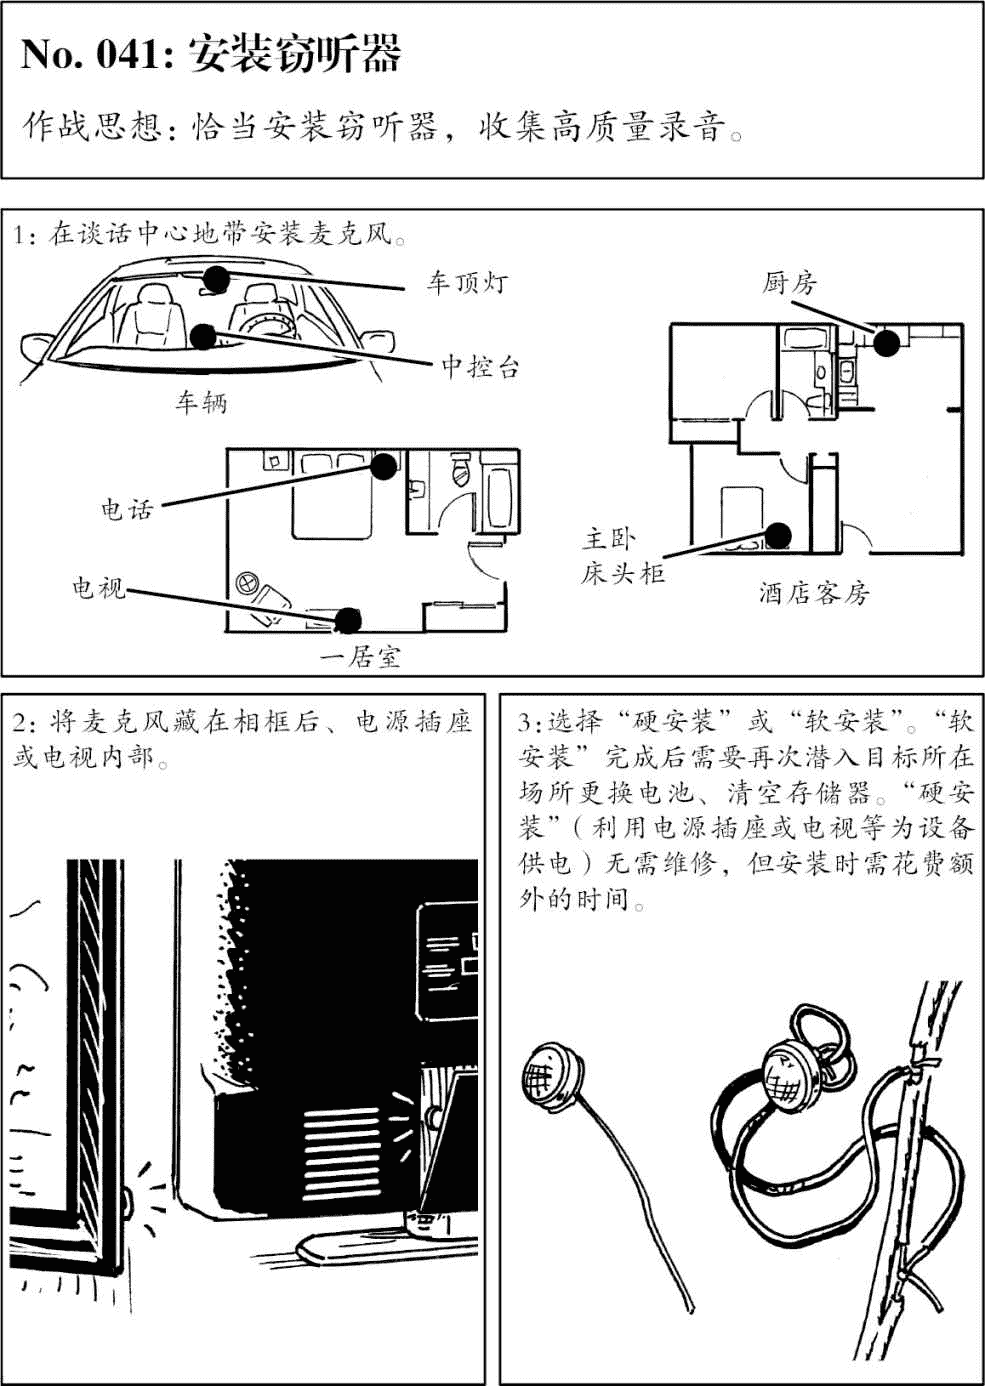 No. 041: 安装窃听器
作战思想: 恰当安装窃听器，收集高质量录音。
1: 在谈话中心地带安装麦克风。
车顶灯
中控台
车辆
厨房
主卧
床头柜
酒店客房
电话
电视
一居室
2: 将麦克风藏在相框后、电源插座
或电视内部。
3:选择“硬安装”或“软安装”。“软
安装”完成后需要再次潜入目标所在
场所更换电池、清空存储器。“硬安
装”（利用电源插座或电视等为设备
供电）无需维修，但安装时需花费额
外的时间。